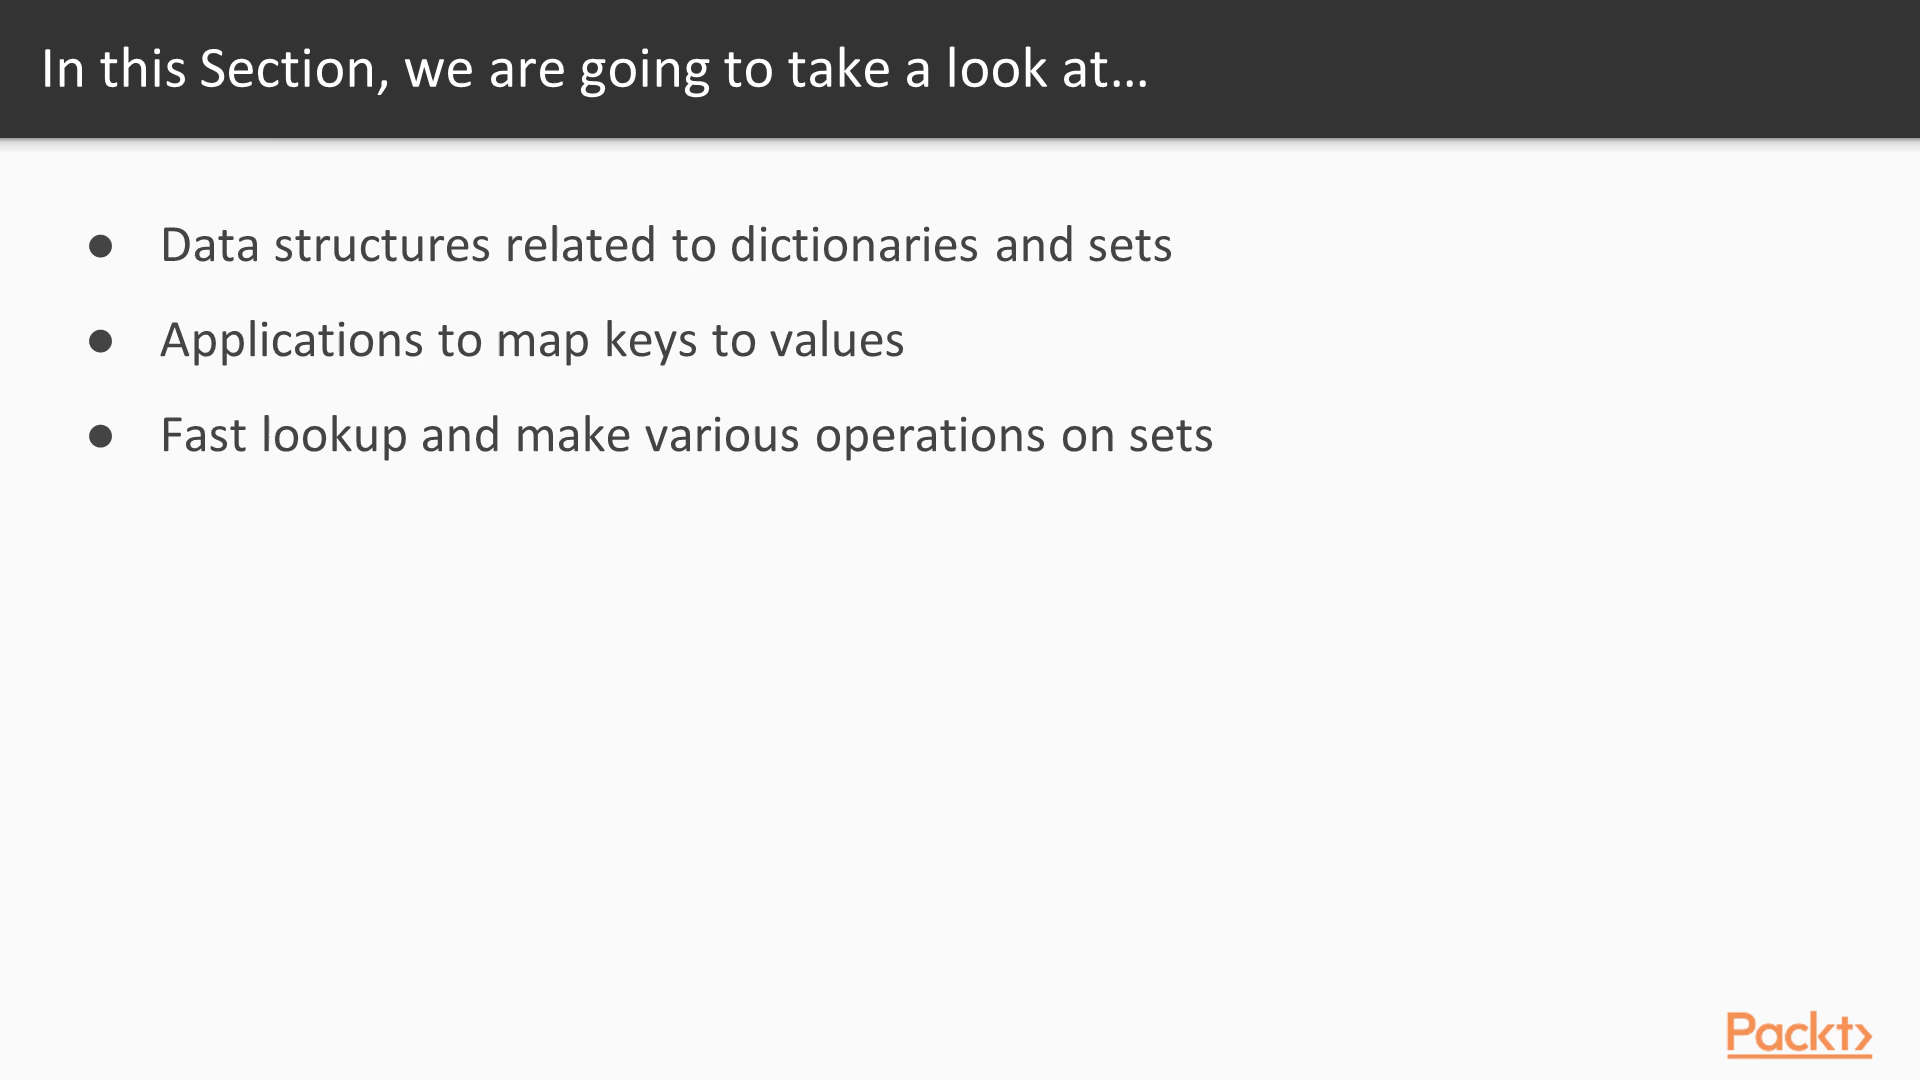 In this Section, we are going to take a look at…
● Data structures related to dictionaries and sets
● Applications to map keys to values
● Fast lookup and make various operations on sets
Packt>